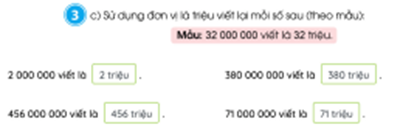 3 c) Sử dụng đơn vị là triệu viết lại mỗi số sau (theo mẫu):
Mẫu: 32 000 000 viết là 32 triệu.
2 000 000 viết là 2 triệu . 380 000 000 viết là 380 triệu .
456 000 000 viết là 456 triệu . 71 000 000 viết là 71 triệu .